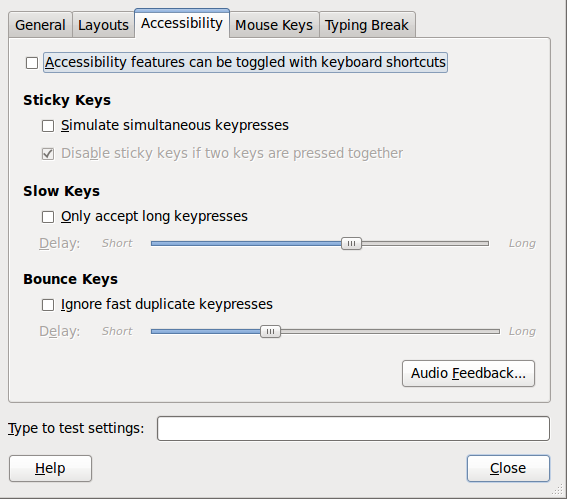 General Layouts Accessibility Mouse Keys Typing Break
Accessibility features can be toggled with keyboard shortcuts
Sticky Keys
Simulate simultaneous keypresses
Disable sticky keys if two keys are pressed together
Slow Keys
Only accept long keypresses
Delay: Short Long
Bounce Keys
Ignore fast duplicate keypresses
Delay: Short Long
Audio Feedback...
Type to test settings:
Help Close